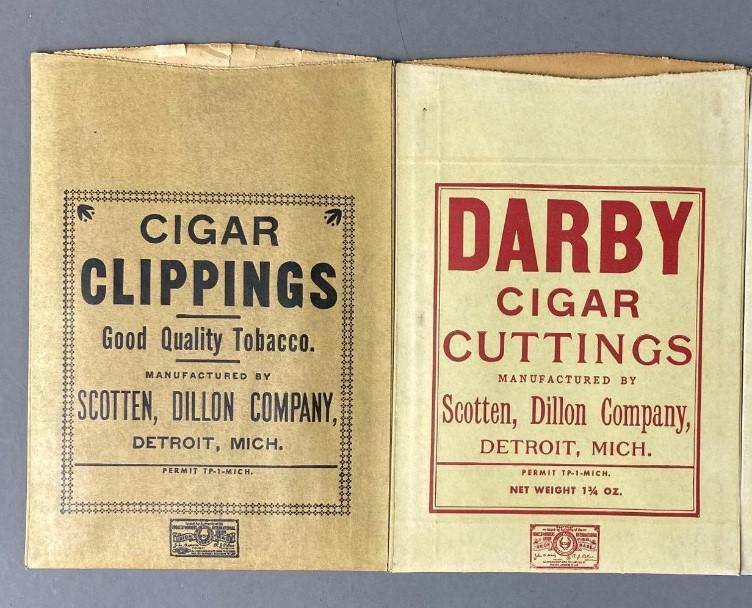 CIGAR
CLIPPINGS
Good Quality Tobacco.
MANUFACTURED BY
SCOTTEN, DILLON COMPANY,
DETROIT, MICH.
PERMIT TP-1-MICH.
DARBY
CIGAR
CUTTINGS
MANUFACTURED BY
Scotten, Dillon Company,
DETROIT, MICH.
PERMIT TP-1-MICH.
NET WEIGHT 1¾ OZ.